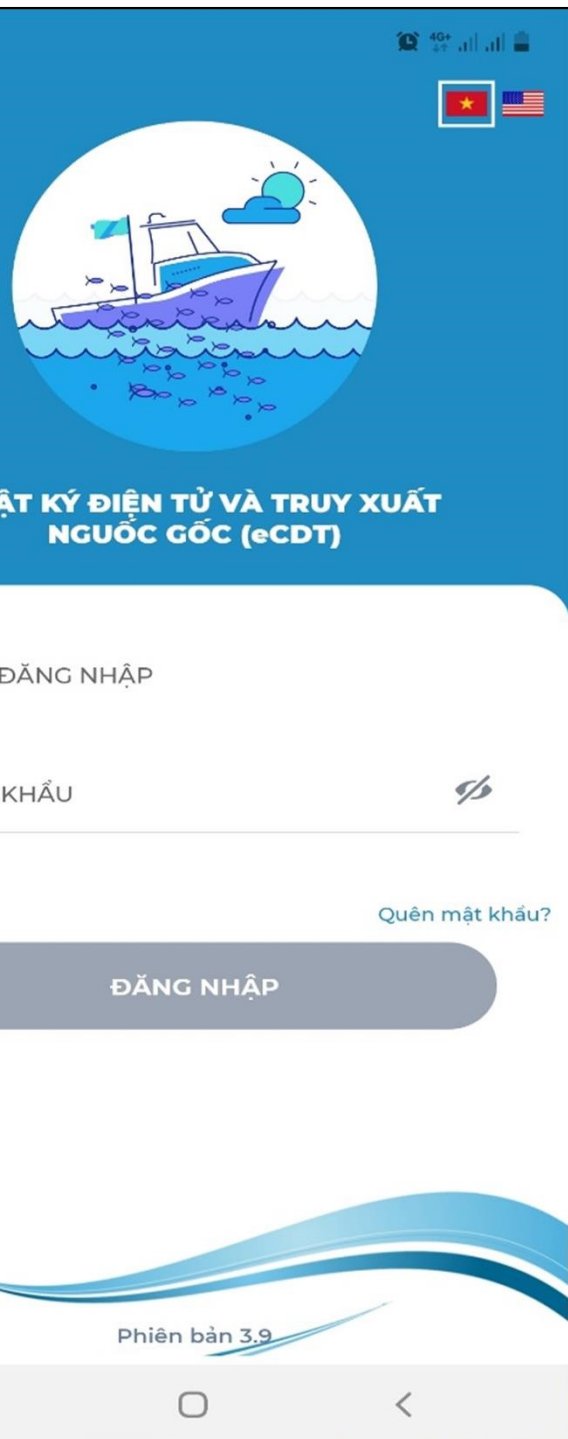 4G+
ẬT KÝ ĐIỆN TỬ VÀ TRUY XUẤT
NGUỒC GỐC (eCDT)
ĐĂNG NHẬP
KHẨU
Quên mật khẩu?
ĐĂNG NHẬP
Phiên bản 3.9